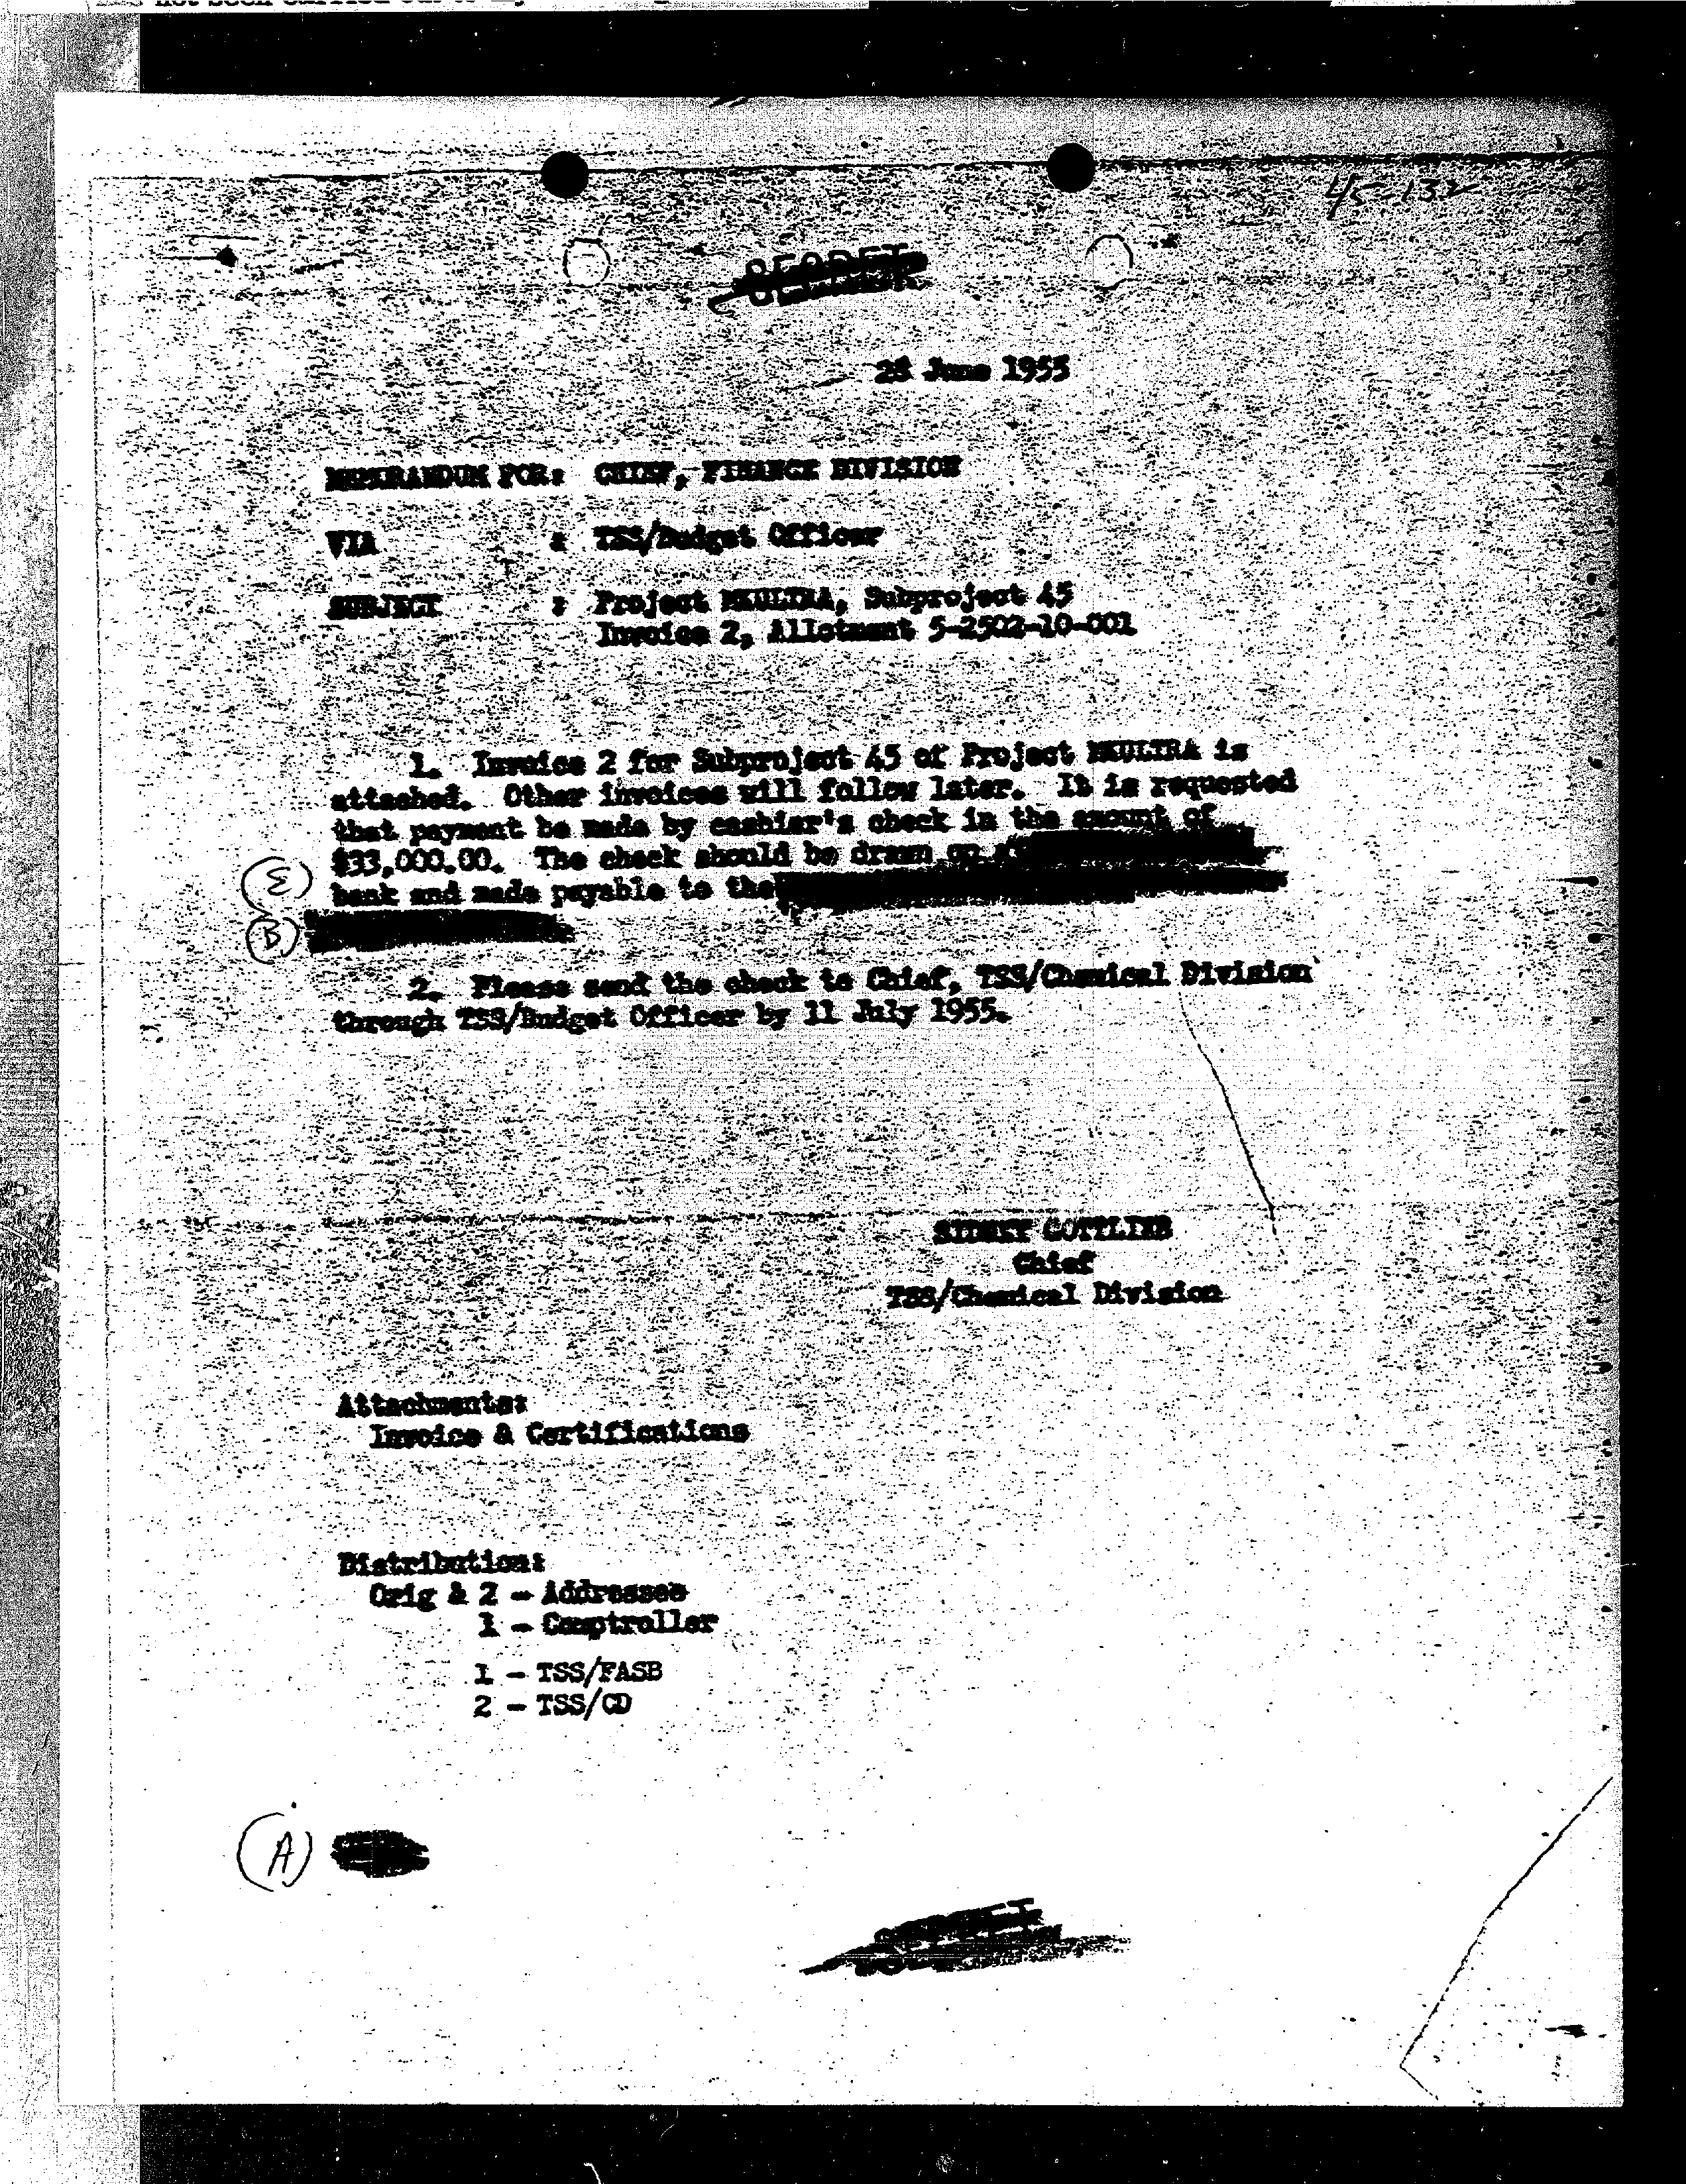 45-132
SECRET
28 June 1955
MEMORANDUM FOR: CHIEF, FINANCE DIVISION
VIA : TSS/Budget Officer
SUBJECT : Project MKULTRA, Subproject 45
Invoice 2, Allotment 5-2502-10-001
1. Invoice 2 for Subproject 45 of Project MKULTRA is
attached. Other invoices will follow later. It is requested
that payment be made by cashier's check in the amount of
$33,000.00. The check should be drawn on a
bank and made payable to the
B
2. Please send the check to Chief, TSS/Chemical Division
through TSS/Budget Officer by 11 July 1955.
SIDNEY GOTTLIEB
Chief
TSS/Chemical Division
Attachments:
Invoice & Certifications
Distribution:
Orig & 2 - Addressee
1 - Comptroller
1 - TSS/FASB
2 - TSS/CD
(A)
SECRET